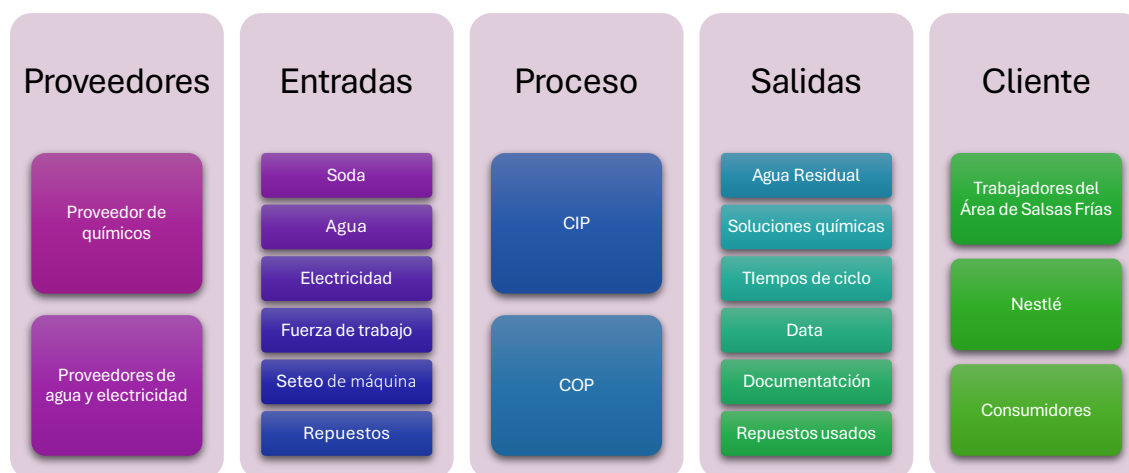 Proveedores
Proveedor de
químicos
Proveedores de
agua y electricidad
Entradas
Soda
Agua
Electricidad
Fuerza de trabajo
Seteo de máquina
Repuestos
Proceso
CIP
COP
Salidas
Agua Residual
Soluciones químicas
TIempos de ciclo
Data
Documentatción
Repuestos usados
Cliente
Trabajadores del
Área de Salsas Frías
Nestlé
Consumidores